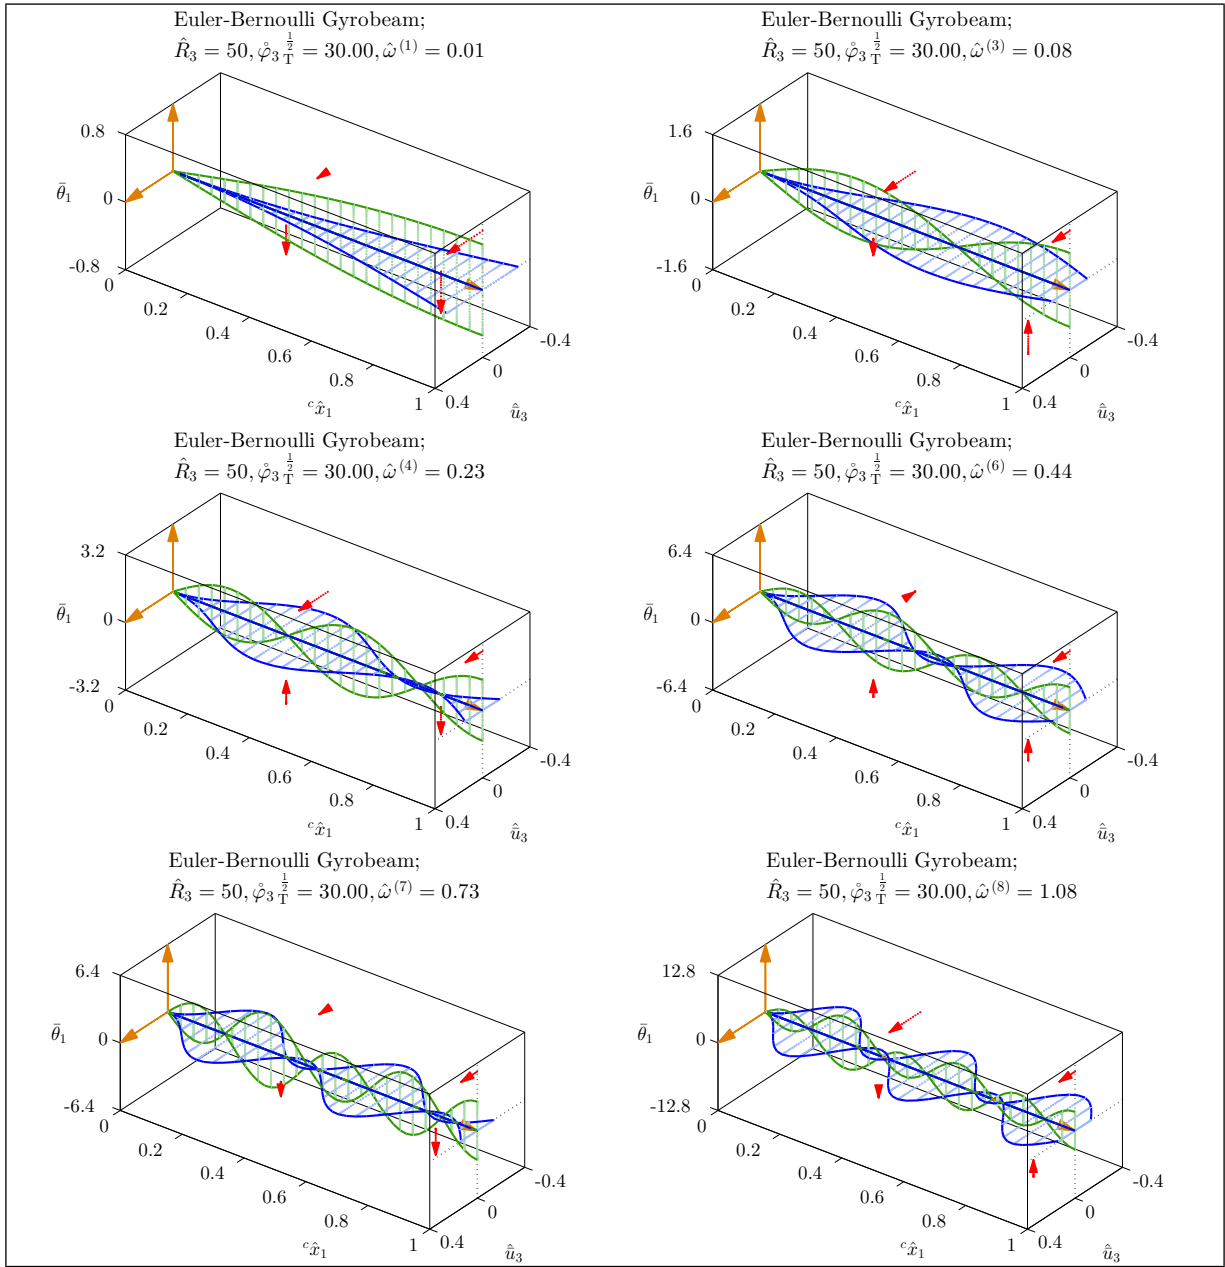 Euler-Bernoulli Gyrobeam;
R̂₃ = 50, φ̊₃ T^(1/2) = 30.00, ω̂⁽¹⁾ = 0.01
0.8
θ̄₁
0
-0.8
0
0.2
0.4
0.6
0.8
1
ᶜx̂₁
0.4
0
-0.4
û̄₃
Euler-Bernoulli Gyrobeam;
R̂₃ = 50, φ̊₃ T^(1/2) = 30.00, ω̂⁽³⁾ = 0.08
1.6
θ̄₁
0
-1.6
0
0.2
0.4
0.6
0.8
1
ᶜx̂₁
0.4
0
-0.4
û̄₃
Euler-Bernoulli Gyrobeam;
R̂₃ = 50, φ̊₃ T^(1/2) = 30.00, ω̂⁽⁴⁾ = 0.23
3.2
θ̄₁
0
-3.2
0
0.2
0.4
0.6
0.8
1
ᶜx̂₁
0.4
0
-0.4
û̄₃
Euler-Bernoulli Gyrobeam;
R̂₃ = 50, φ̊₃ T^(1/2) = 30.00, ω̂⁽⁶⁾ = 0.44
6.4
θ̄₁
0
-6.4
0
0.2
0.4
0.6
0.8
1
ᶜx̂₁
0.4
0
-0.4
û̄₃
Euler-Bernoulli Gyrobeam;
R̂₃ = 50, φ̊₃ T^(1/2) = 30.00, ω̂⁽⁷⁾ = 0.73
6.4
θ̄₁
0
-6.4
0
0.2
0.4
0.6
0.8
1
ᶜx̂₁
0.4
0
-0.4
û̄₃
Euler-Bernoulli Gyrobeam;
R̂₃ = 50, φ̊₃ T^(1/2) = 30.00, ω̂⁽⁸⁾ = 1.08
12.8
θ̄₁
0
-12.8
0
0.2
0.4
0.6
0.8
1
ᶜx̂₁
0.4
0
-0.4
û̄₃